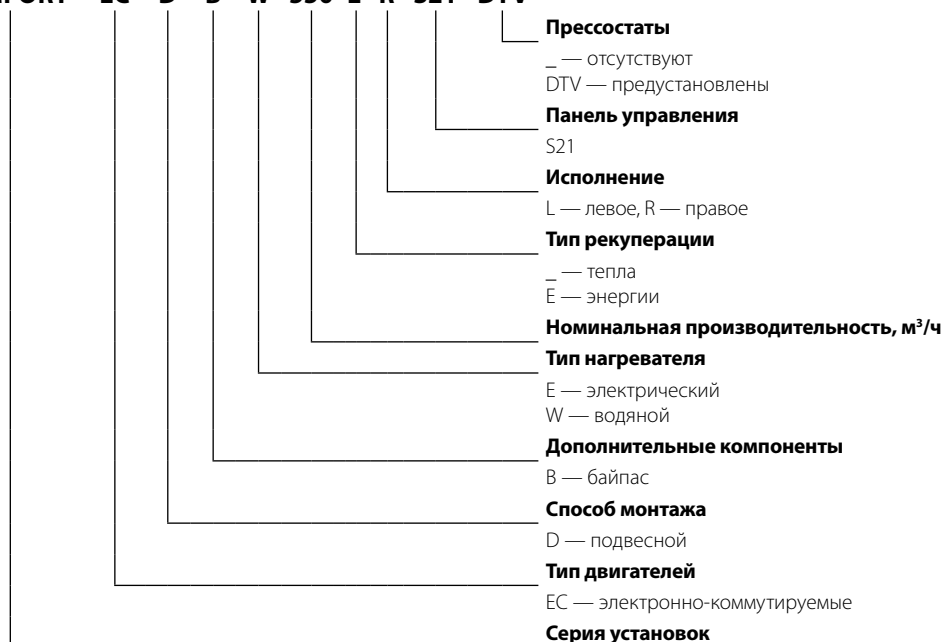 Прессостаты
_ — отсутствуют
DTV — предустановлены
Панель управления
S21
Исполнение
L — левое, R — правое
Тип рекуперации
_ — тепла
E — энергии
Номинальная производительность, м³/ч
Тип нагревателя
E — электрический
W — водяной
Дополнительные компоненты
B — байпас
Способ монтажа
D — подвесной
Тип двигателей
EC — электронно-коммутируемые
Серия установок